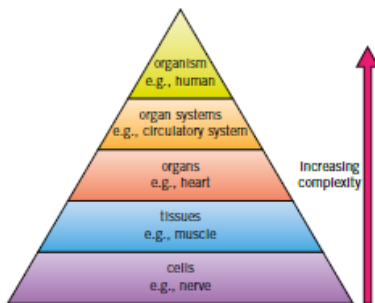 organism
e.g., human
organ systems
e.g., circulatory system
organs
e.g., heart
Increasing
complexity
tissues
e.g., muscle
cells
e.g., nerve